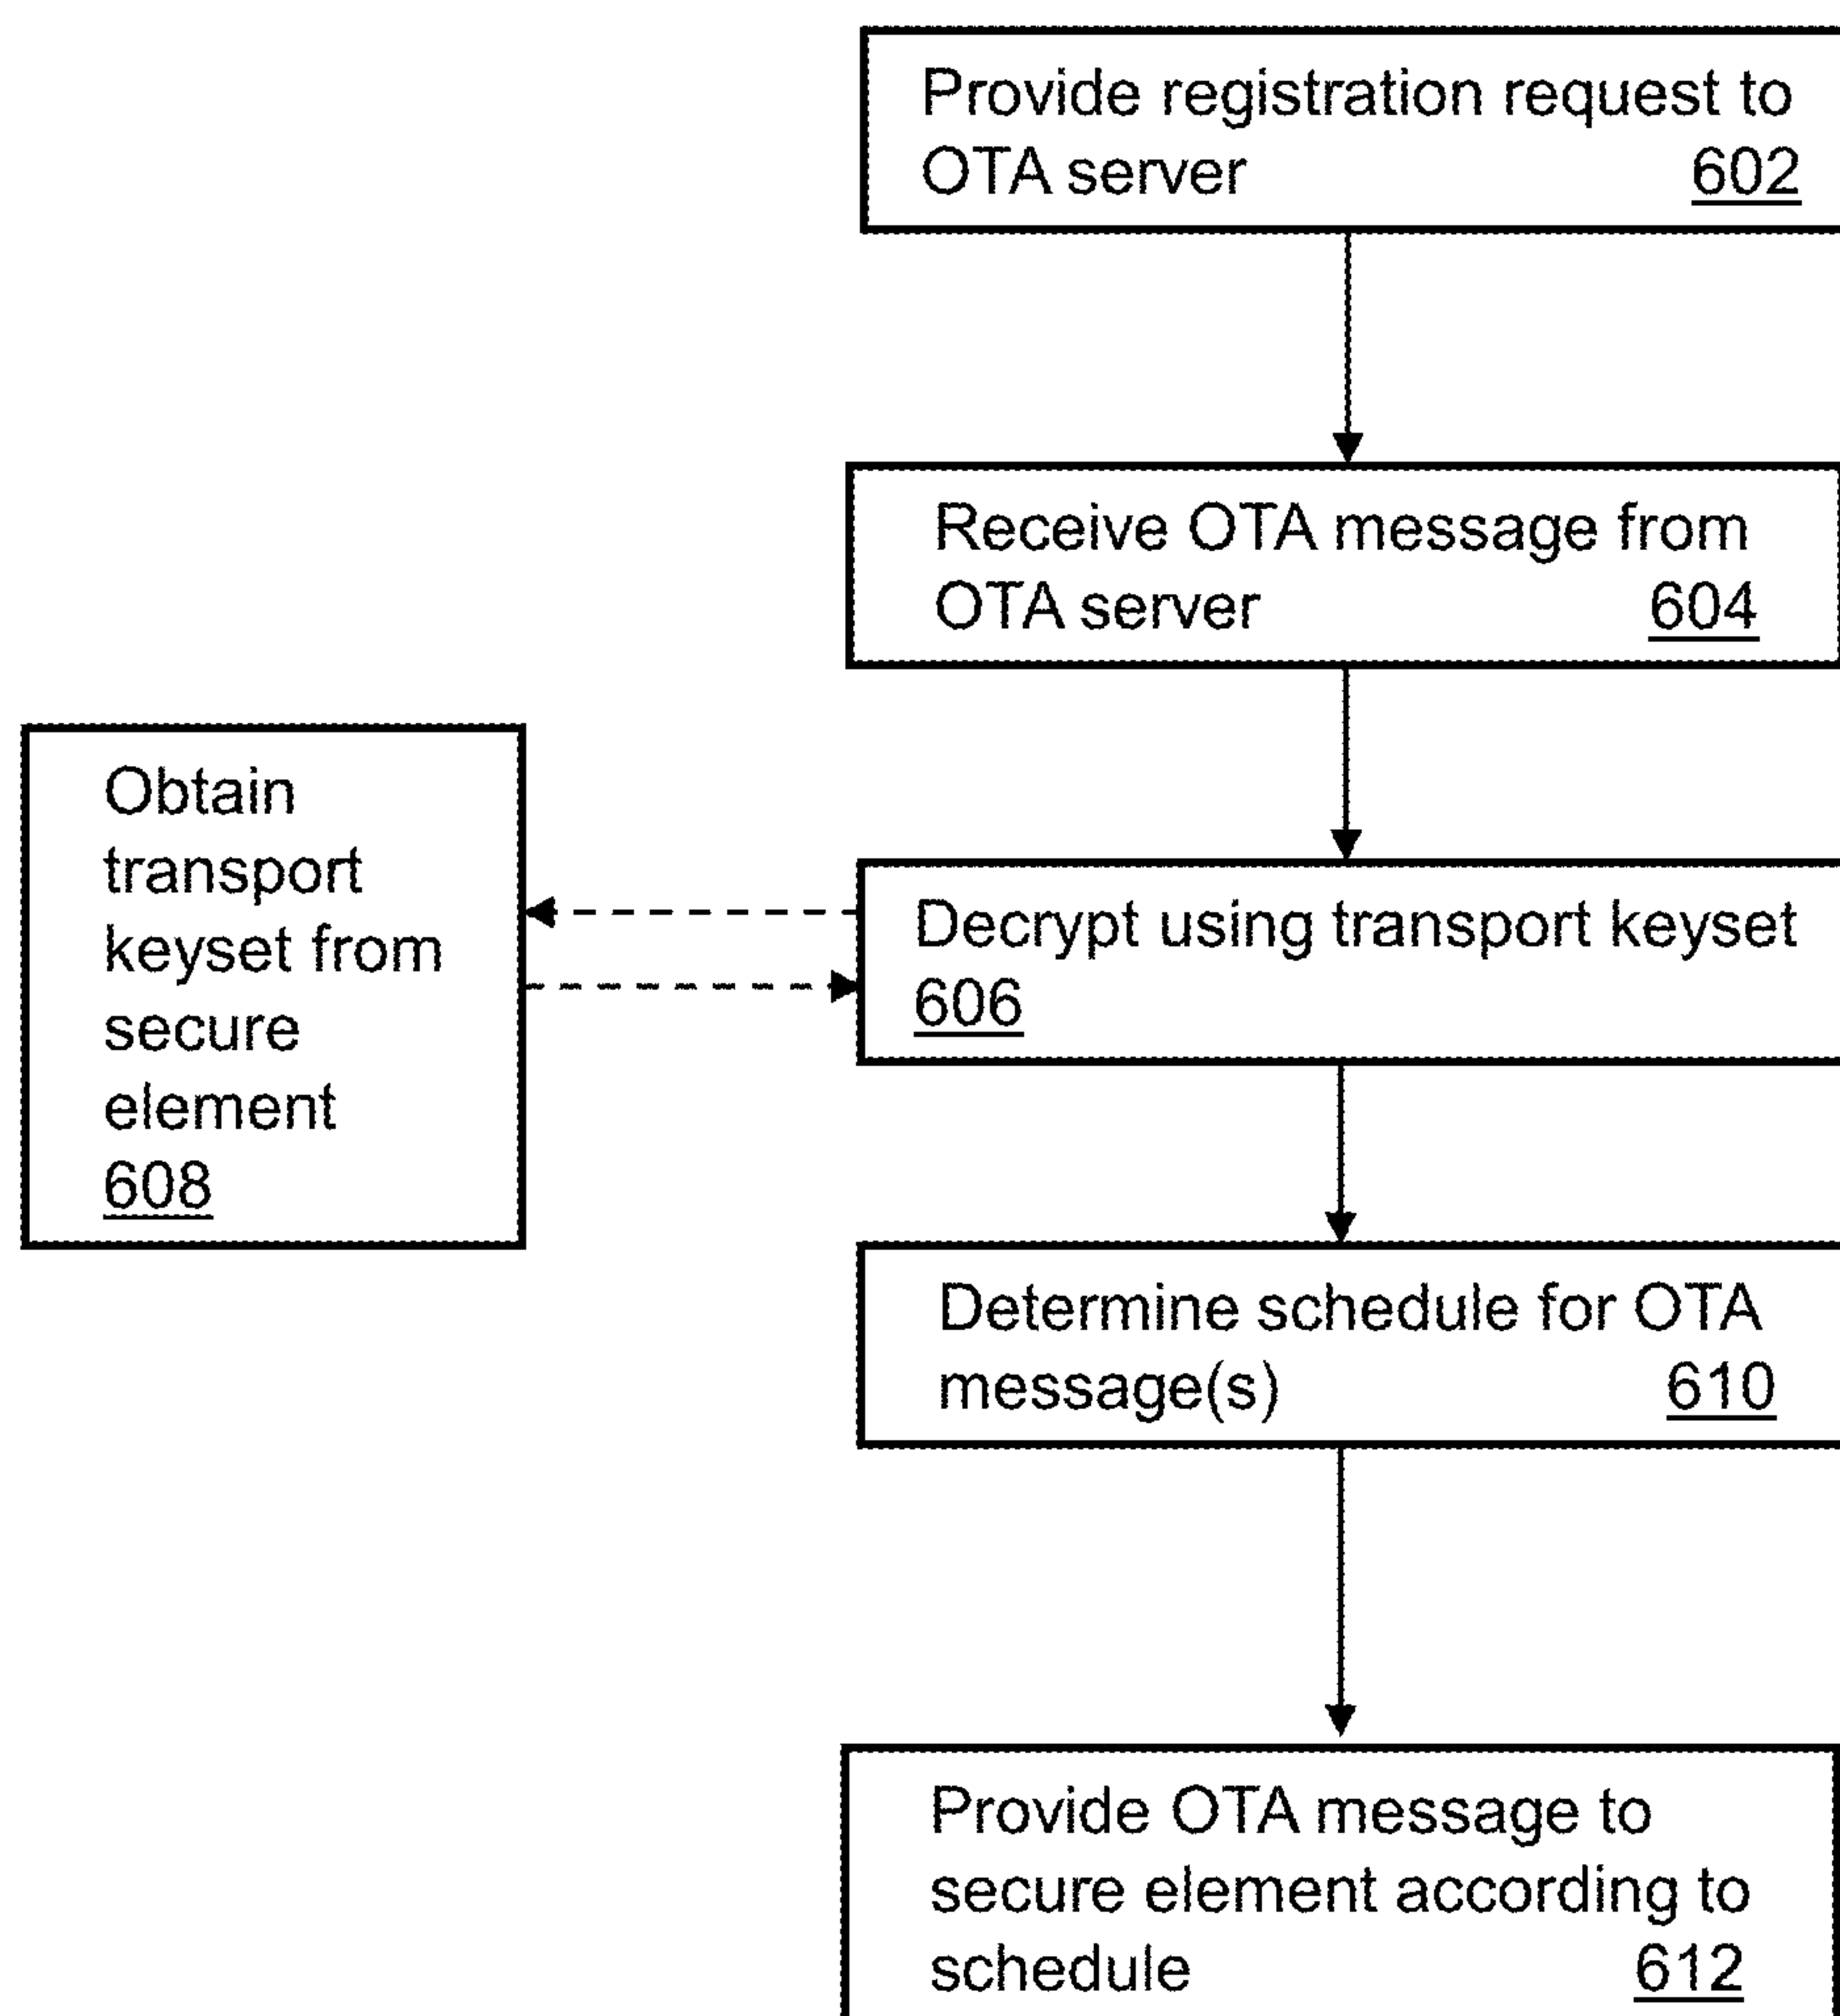 Provide registration request to
OTA server 602
Receive OTA message from
OTA server 604
Obtain
transport
keyset from
secure
element
608
Decrypt using transport keyset
606
Determine schedule for OTA
message(s) 610
Provide OTA message to
secure element according to
schedule 612